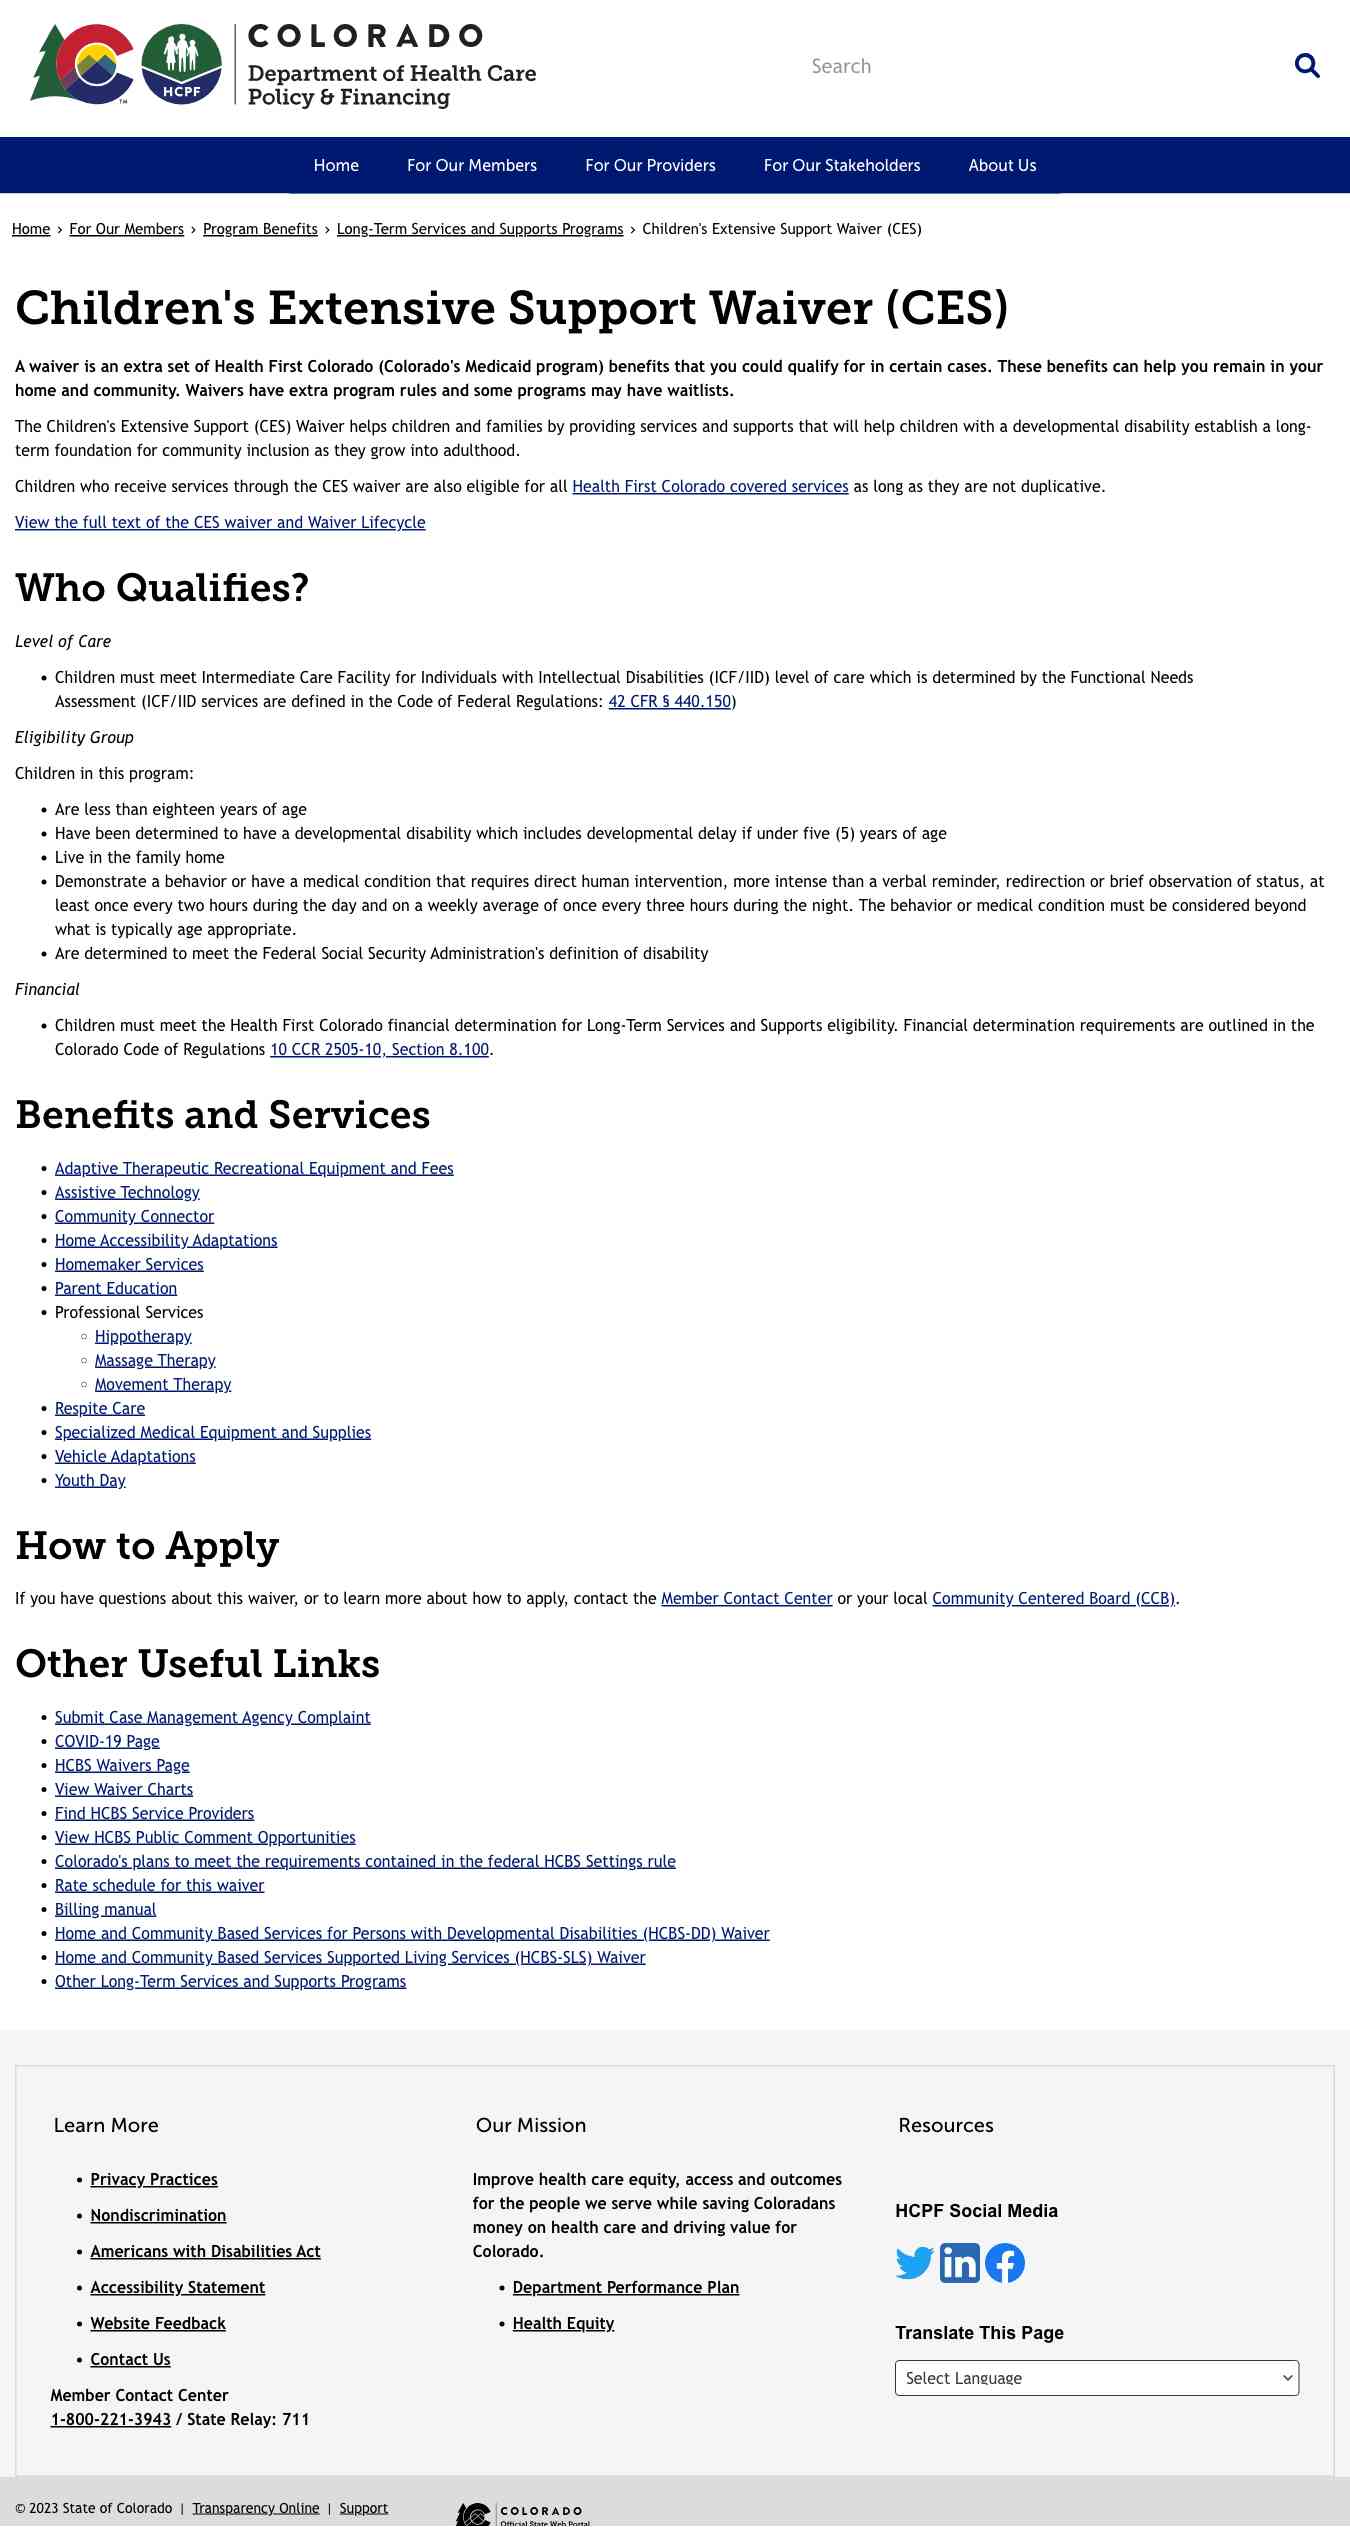 COLORADO
Department of Health Care
Policy & Financing
HCPF
TM
Search
Home For Our Members For Our Providers For Our Stakeholders About Us
Home › For Our Members › Program Benefits › Long-Term Services and Supports Programs › Children's Extensive Support Waiver (CES)
Children's Extensive Support Waiver (CES)
A waiver is an extra set of Health First Colorado (Colorado's Medicaid program) benefits that you could qualify for in certain cases. These benefits can help you remain in your
home and community. Waivers have extra program rules and some programs may have waitlists.
The Children's Extensive Support (CES) Waiver helps children and families by providing services and supports that will help children with a developmental disability establish a long-
term foundation for community inclusion as they grow into adulthood.
Children who receive services through the CES waiver are also eligible for all Health First Colorado covered services as long as they are not duplicative.
View the full text of the CES waiver and Waiver Lifecycle
Who Qualifies?
Level of Care
• Children must meet Intermediate Care Facility for Individuals with Intellectual Disabilities (ICF/IID) level of care which is determined by the Functional Needs
Assessment (ICF/IID services are defined in the Code of Federal Regulations: 42 CFR § 440.150)
Eligibility Group
Children in this program:
• Are less than eighteen years of age
• Have been determined to have a developmental disability which includes developmental delay if under five (5) years of age
• Live in the family home
• Demonstrate a behavior or have a medical condition that requires direct human intervention, more intense than a verbal reminder, redirection or brief observation of status, at
least once every two hours during the day and on a weekly average of once every three hours during the night. The behavior or medical condition must be considered beyond
what is typically age appropriate.
• Are determined to meet the Federal Social Security Administration's definition of disability
Financial
• Children must meet the Health First Colorado financial determination for Long-Term Services and Supports eligibility. Financial determination requirements are outlined in the
Colorado Code of Regulations 10 CCR 2505-10, Section 8.100.
Benefits and Services
• Adaptive Therapeutic Recreational Equipment and Fees
• Assistive Technology
• Community Connector
• Home Accessibility Adaptations
• Homemaker Services
• Parent Education
• Professional Services
○ Hippotherapy
○ Massage Therapy
○ Movement Therapy
• Respite Care
• Specialized Medical Equipment and Supplies
• Vehicle Adaptations
• Youth Day
How to Apply
If you have questions about this waiver, or to learn more about how to apply, contact the Member Contact Center or your local Community Centered Board (CCB).
Other Useful Links
• Submit Case Management Agency Complaint
• COVID-19 Page
• HCBS Waivers Page
• View Waiver Charts
• Find HCBS Service Providers
• View HCBS Public Comment Opportunities
• Colorado's plans to meet the requirements contained in the federal HCBS Settings rule
• Rate schedule for this waiver
• Billing manual
• Home and Community Based Services for Persons with Developmental Disabilities (HCBS-DD) Waiver
• Home and Community Based Services Supported Living Services (HCBS-SLS) Waiver
• Other Long-Term Services and Supports Programs
Learn More
• Privacy Practices
• Nondiscrimination
• Americans with Disabilities Act
• Accessibility Statement
• Website Feedback
• Contact Us
Member Contact Center
1-800-221-3943 / State Relay: 711
Our Mission
Improve health care equity, access and outcomes
for the people we serve while saving Coloradans
money on health care and driving value for
Colorado.
• Department Performance Plan
• Health Equity
Resources
HCPF Social Media
in
Translate This Page
Select Language
© 2023 State of Colorado | Transparency Online | Support
COLORADO
Official State Web Portal